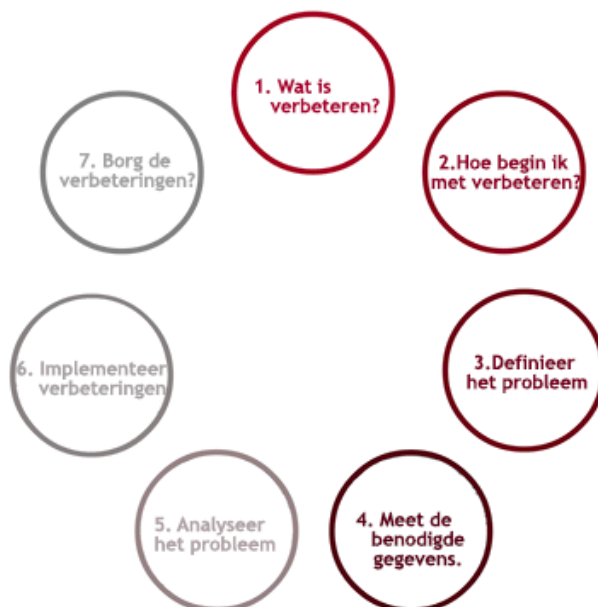 1. Wat is
verbeteren?
2.Hoe begin ik
met verbeteren?
3.Definieer
het probleem
4. Meet de
benodigde
gegevens.
5. Analyseer
het probleem
6. Implementeer
verbeteringen
7. Borg de
verbeteringen?